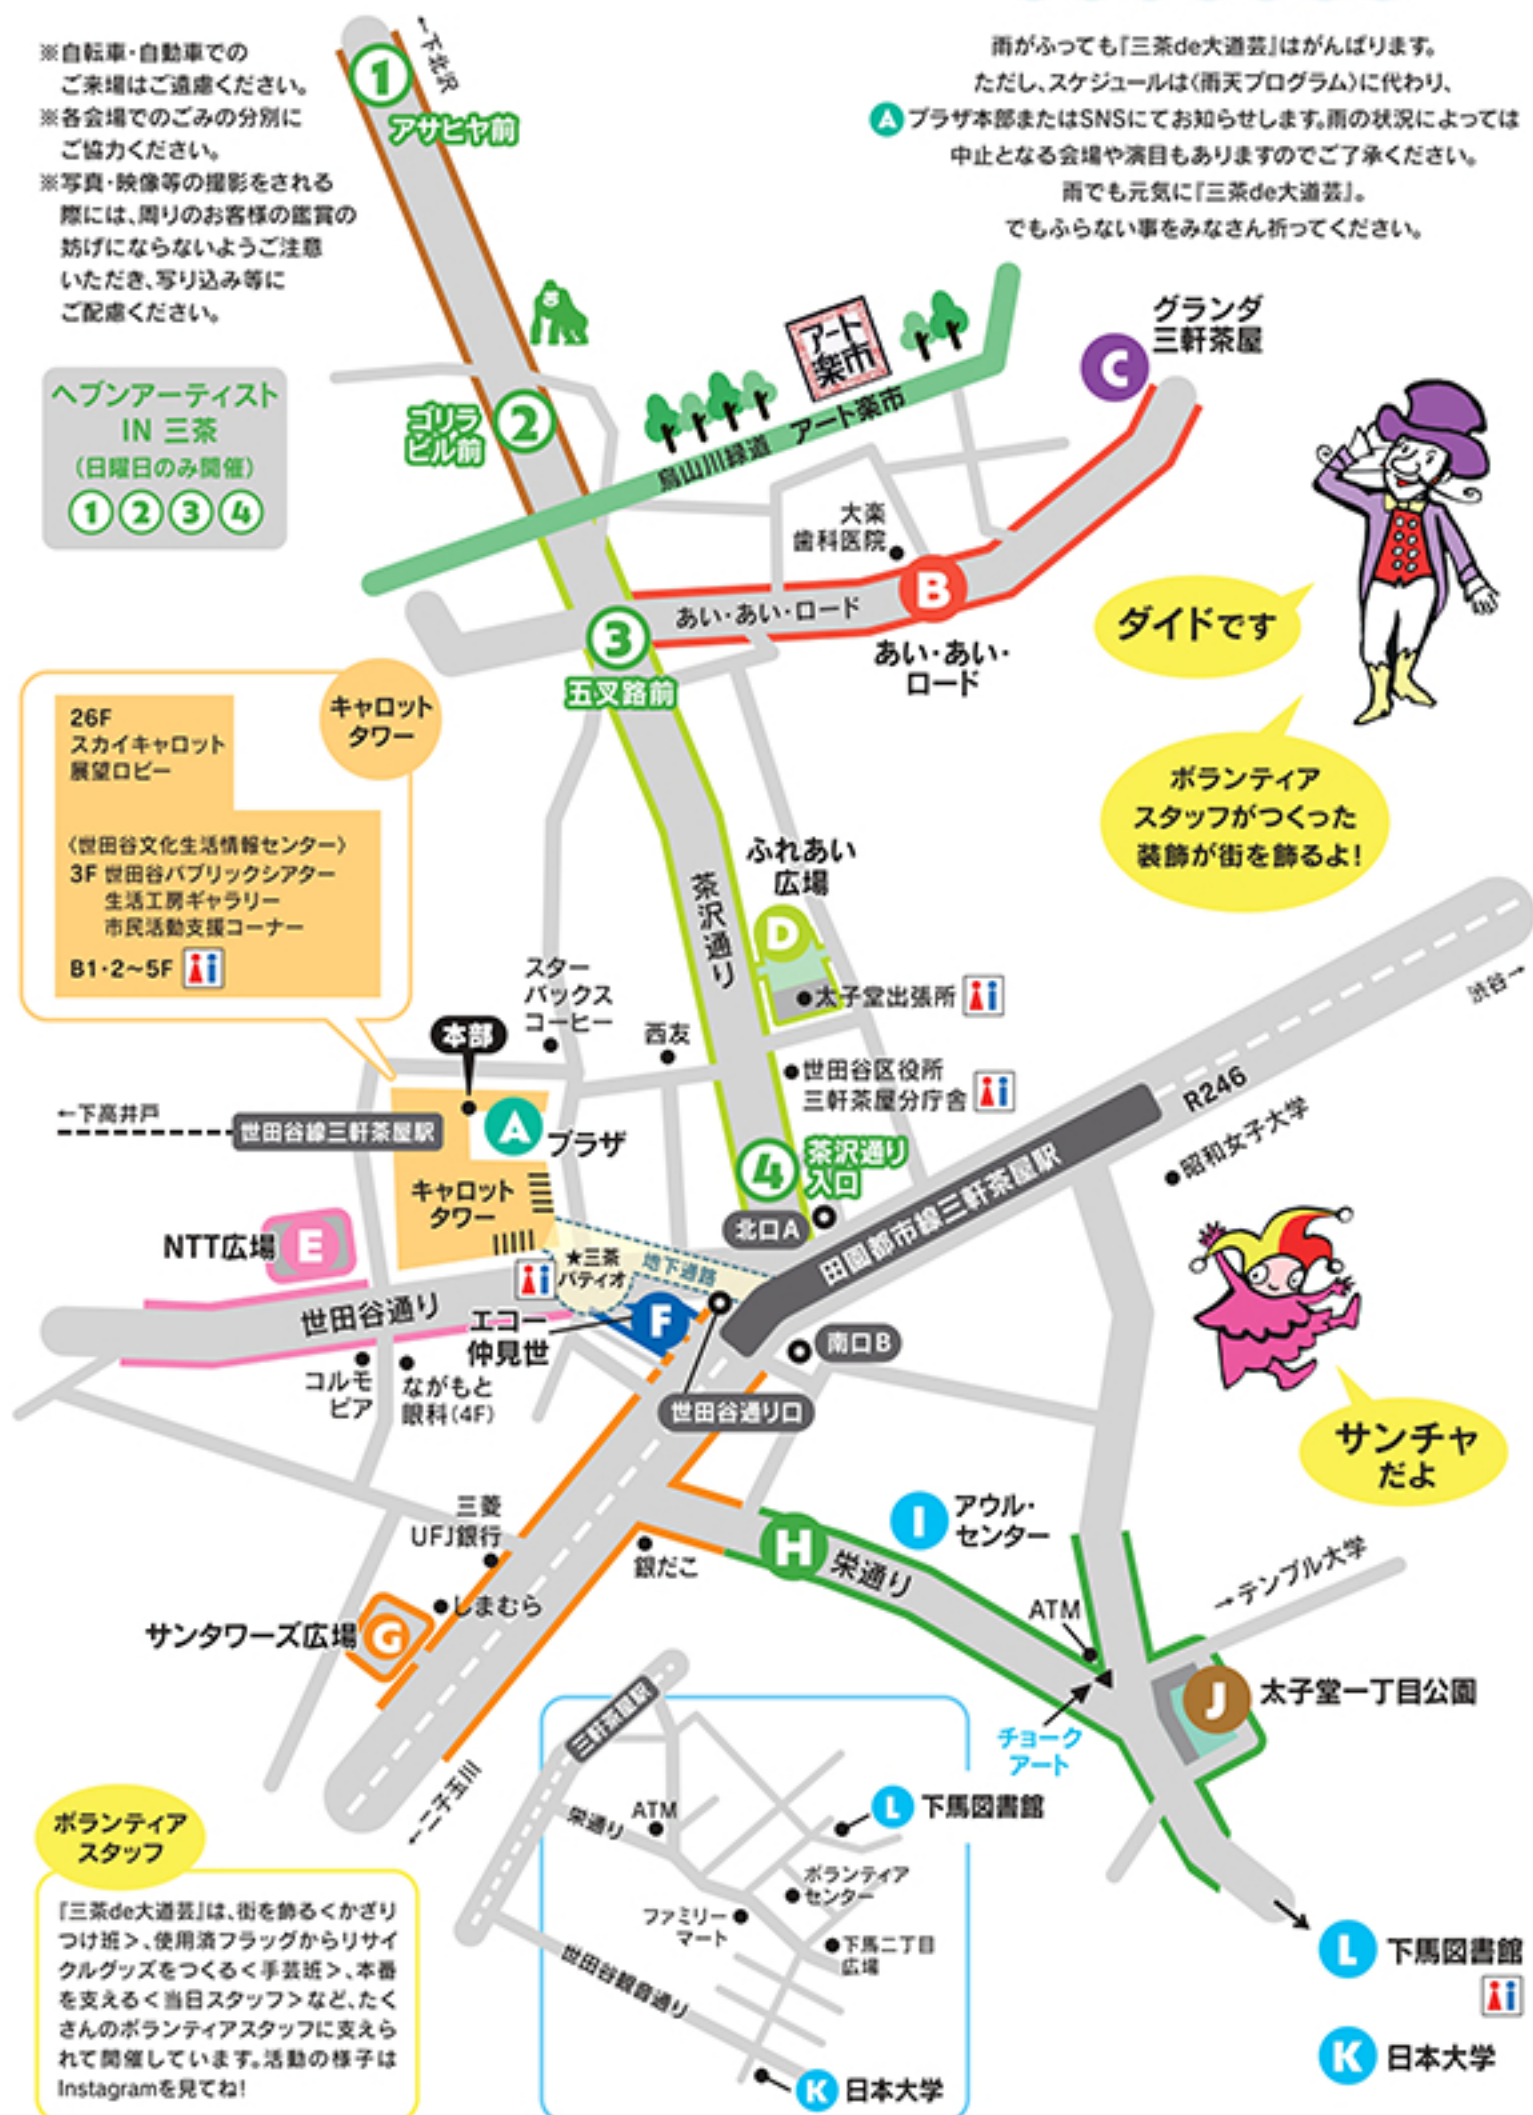 ※自転車・自動車での
ご来場はご遠慮ください。
※各会場でのごみの分別に
ご協力ください。
※写真・映像等の撮影をされる
際には、周りのお客様の鑑賞の
妨げにならないようご注意
いただき、写り込み等に
ご配慮ください。
雨がふっても『三茶de大道芸』はがんばります。
ただし、スケジュールは〈雨天プログラム〉に代わり、
A プラザ本部またはSNSにてお知らせします。雨の状況によっては
中止となる会場や演目もありますのでご了承ください。
雨でも元気に『三茶de大道芸』。
でもふらない事をみなさん祈ってください。
←下北沢
①
アサヒヤ前
ヘブンアーティスト
IN 三茶
(日曜日のみ開催)
①②③④
ゴリラ
ビル前
②
アート
楽市
烏山川緑道 アート楽市
C
グランダ
三軒茶屋
大楽
歯科医院
B
あい・あい・ロード
あい・あい・
ロード
③
五叉路前
ダイドです
ボランティア
スタッフがつくった
装飾が街を飾るよ!
キャロット
タワー
26F
スカイキャロット
展望ロビー
〈世田谷文化生活情報センター〉
3F 世田谷パブリックシアター
生活工房ギャラリー
市民活動支援コーナー
B1・2～5F
茶沢通り
ふれあい
広場
D
太子堂出張所
スター
バックス
コーヒー
西友
世田谷区役所
三軒茶屋分庁舎
本部
←下高井戸
世田谷線三軒茶屋駅
A
プラザ
キャロット
タワー
④
茶沢通り
入口
北口A
田園都市線三軒茶屋駅
R246
渋谷→
昭和女子大学
NTT広場
E
★三茶
パティオ
地下通路
世田谷通り
エコー
仲見世
F
南口B
世田谷通り口
コルモ
ピア
ながもと
眼科(4F)
サンチャ
だよ
三菱
UFJ銀行
しまむら
サンタワーズ広場
G
銀だこ
H
栄通り
I
アウル・
センター
ATM
→テンプル大学
チョーク
アート
J
太子堂一丁目公園
二子玉川→
三軒茶屋駅
栄通り
ATM
L
下馬図書館
ボランティア
センター
ファミリー
マート
下馬二丁目
広場
世田谷観音通り
K
日本大学
L
下馬図書館
K
日本大学
ボランティア
スタッフ
『三茶de大道芸』は、街を飾る＜かざり
つけ班＞、使用済フラッグからリサイ
クルグッズをつくる＜手芸班＞、本番
を支える＜当日スタッフ＞など、たく
さんのボランティアスタッフに支えら
れて開催しています。活動の様子は
Instagramを見てね!